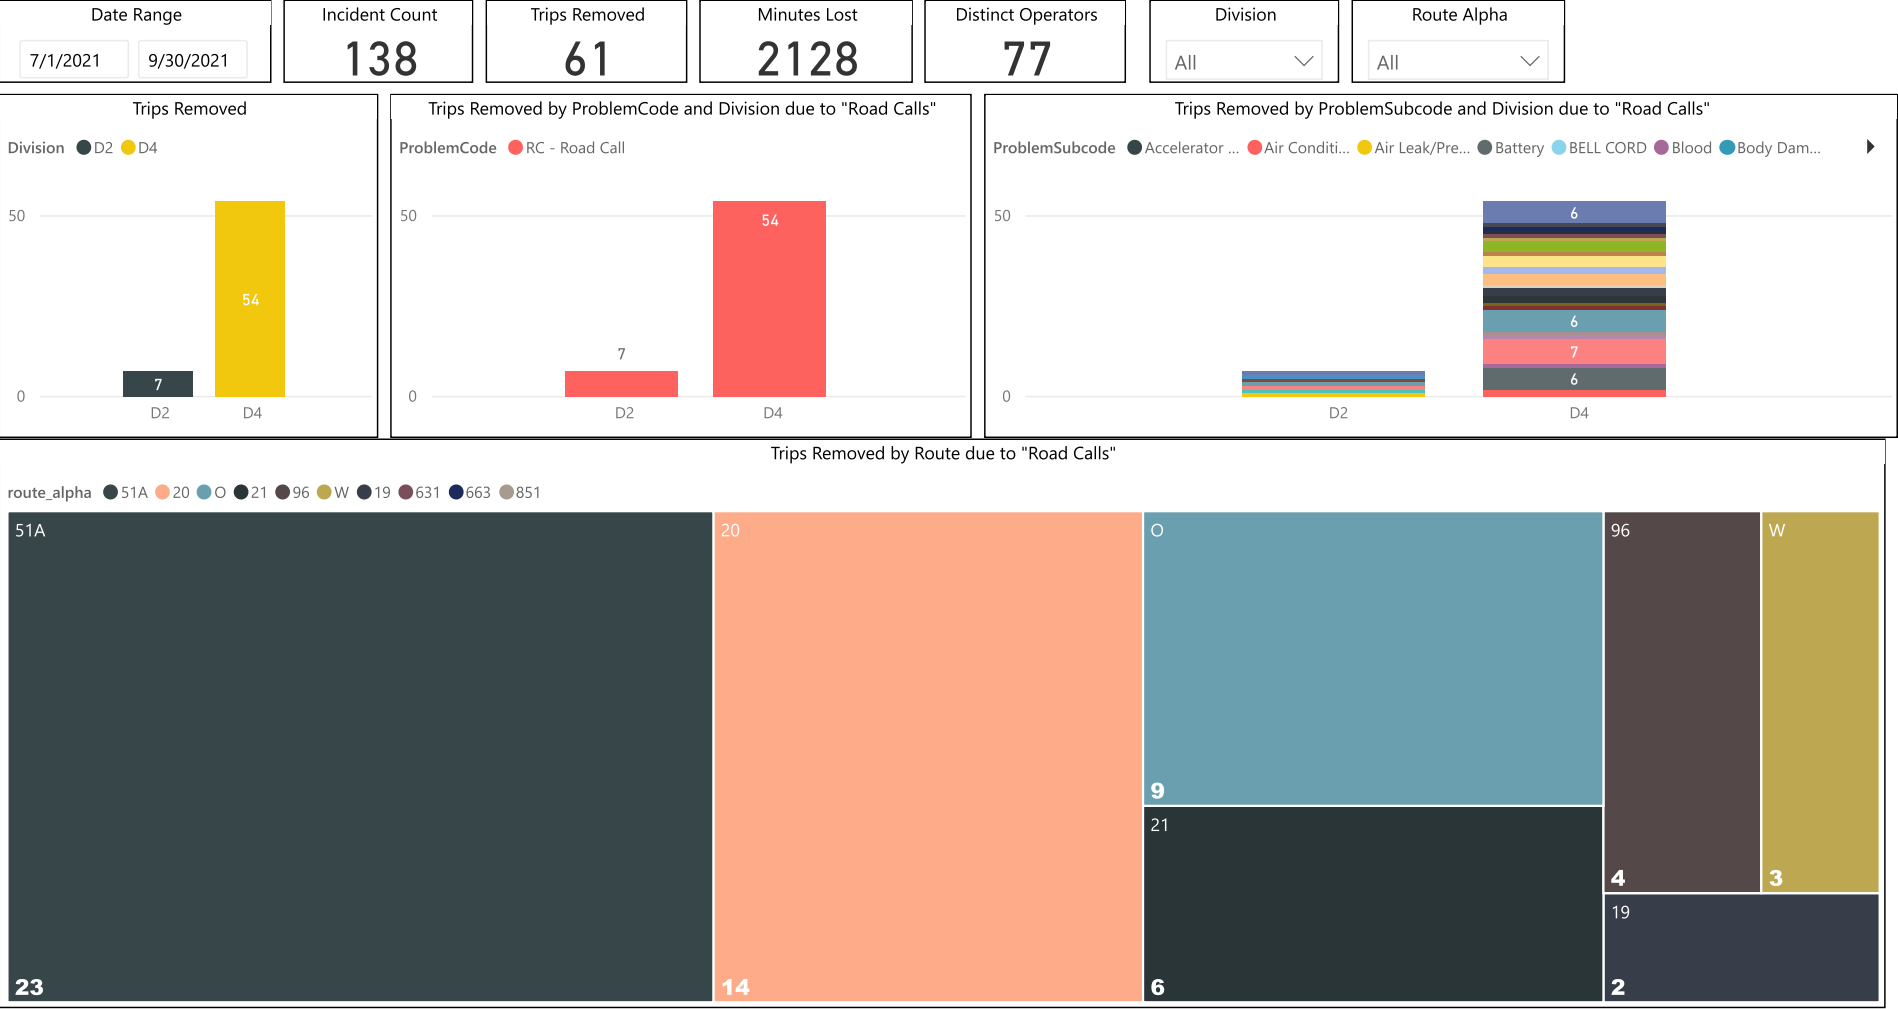 Date Range
7/1/2021 9/30/2021
Incident Count
138
Trips Removed
61
Minutes Lost
2128
Distinct Operators
77
Division
All
Route Alpha
All
Trips Removed
Division D2 D4
50
0
54
7
D2 D4
Trips Removed by ProblemCode and Division due to "Road Calls"
ProblemCode RC - Road Call
50
0
54
7
D2 D4
Trips Removed by ProblemSubcode and Division due to "Road Calls"
ProblemSubcode Accelerator ... Air Conditi... Air Leak/Pre... Battery BELL CORD Blood Body Dam...
50
0
6
6
7
6
D2 D4
Trips Removed by Route due to "Road Calls"
route_alpha 51A 20 O 21 96 W 19 631 663 851
51A
23
20
14
O
9
21
6
96
4
W
3
19
2